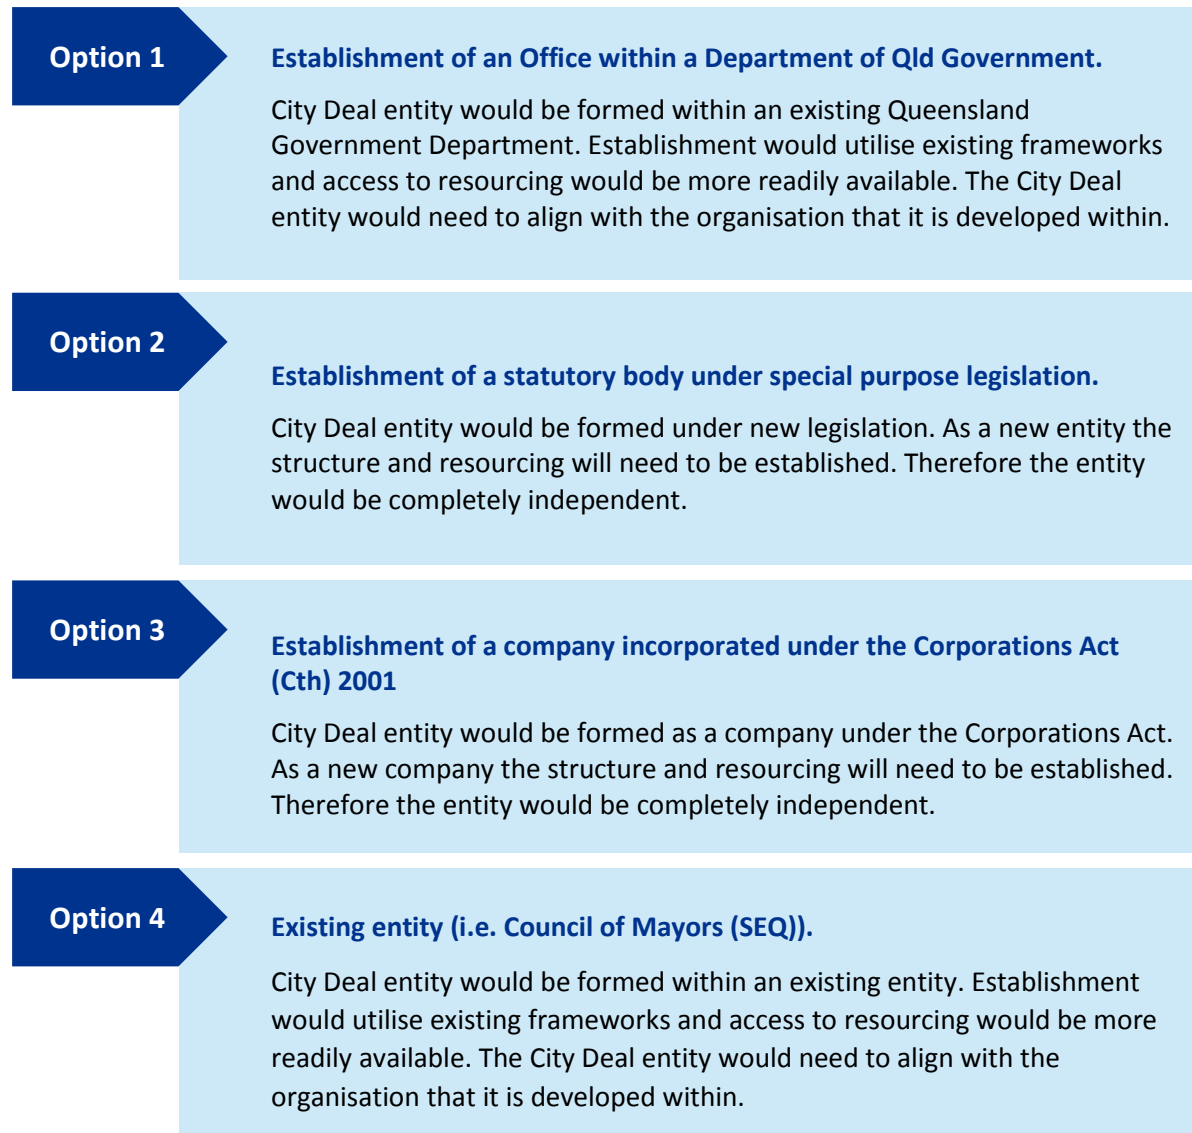 Option 1
Establishment of an Office within a Department of Qld Government.
City Deal entity would be formed within an existing Queensland
Government Department. Establishment would utilise existing frameworks
and access to resourcing would be more readily available. The City Deal
entity would need to align with the organisation that it is developed within.
Option 2
Establishment of a statutory body under special purpose legislation.
City Deal entity would be formed under new legislation. As a new entity the
structure and resourcing will need to be established. Therefore the entity
would be completely independent.
Option 3
Establishment of a company incorporated under the Corporations Act
(Cth) 2001
City Deal entity would be formed as a company under the Corporations Act.
As a new company the structure and resourcing will need to be established.
Therefore the entity would be completely independent.
Option 4
Existing entity (i.e. Council of Mayors (SEQ)).
City Deal entity would be formed within an existing entity. Establishment
would utilise existing frameworks and access to resourcing would be more
readily available. The City Deal entity would need to align with the
organisation that it is developed within.